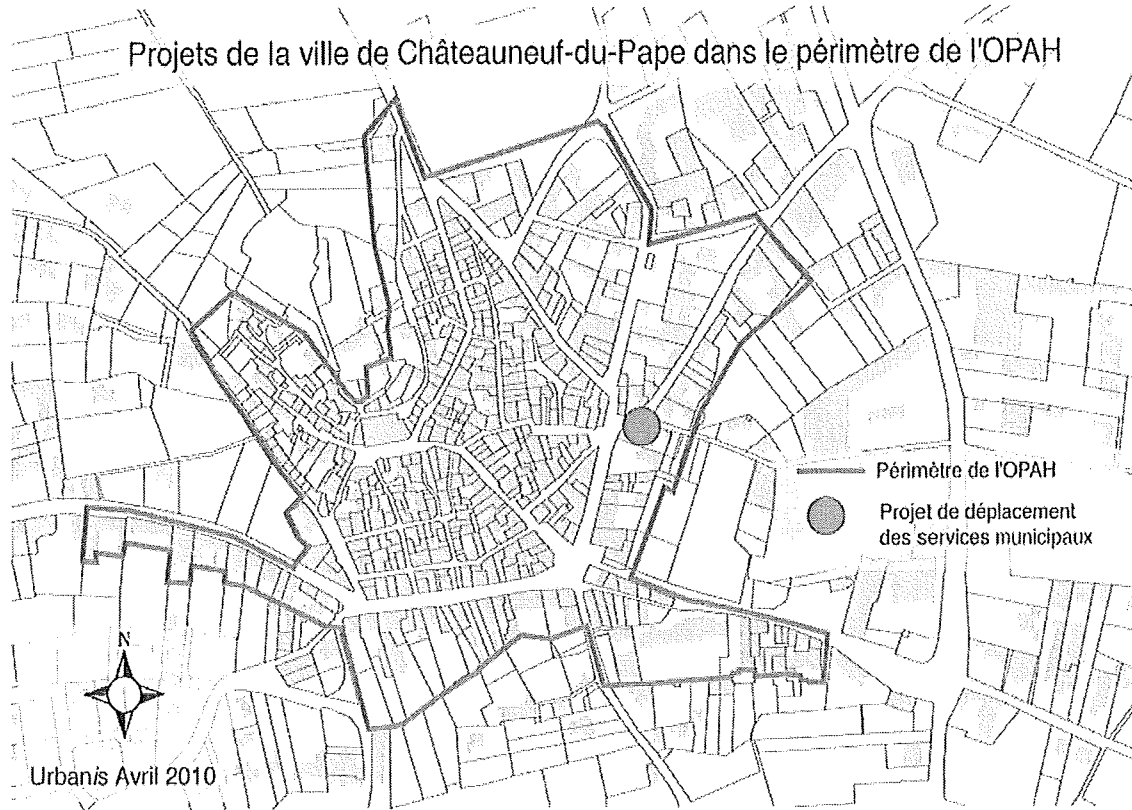 Projets de la ville de Châteauneuf-du-Pape dans le périmètre de l'OPAH
Périmètre de l'OPAH
Projet de déplacement
des services municipaux
N
Urbanis Avril 2010